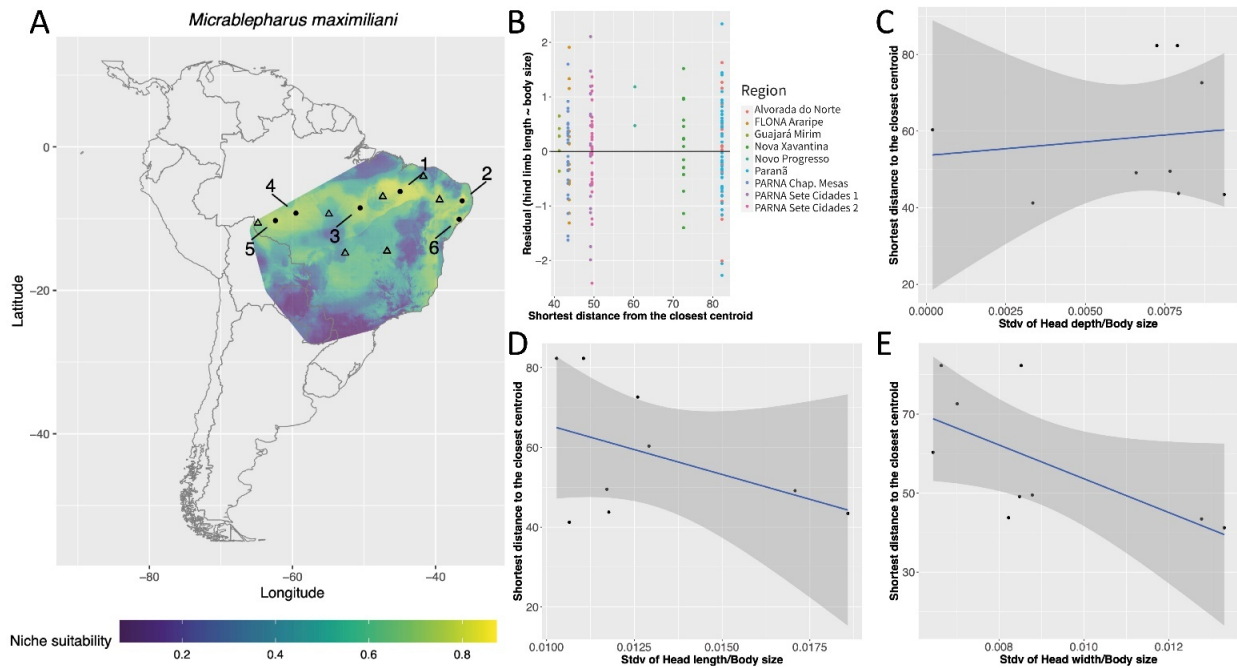 A
Micrablepharus maximiliani
0
−20
−40
Latitude
−80
−60
−40
Longitude
1
2
3
4
5
6
Niche suitability
0.2
0.4
0.6
0.8
B
2
1
0
−1
−2
Residual (hind limb length ~ body size)
40
50
60
70
80
Shortest distance from the closest centroid
Region
Alvorada do Norte
FLONA Araripe
Guajará Mirim
Nova Xavantina
Novo Progresso
Paranã
PARNA Chap. Mesas
PARNA Sete Cidades 1
PARNA Sete Cidades 2
C
80
60
40
20
Shortest distance to the closest centroid
0.0000
0.0025
0.0050
0.0075
Stdv of Head depth/Body size
D
80
60
40
20
Shortest distance to the closest centroid
0.0100
0.0125
0.0150
0.0175
Stdv of Head length/Body size
E
70
50
30
Shortest distance to the closest centroid
0.008
0.010
0.012
Stdv of Head width/Body size